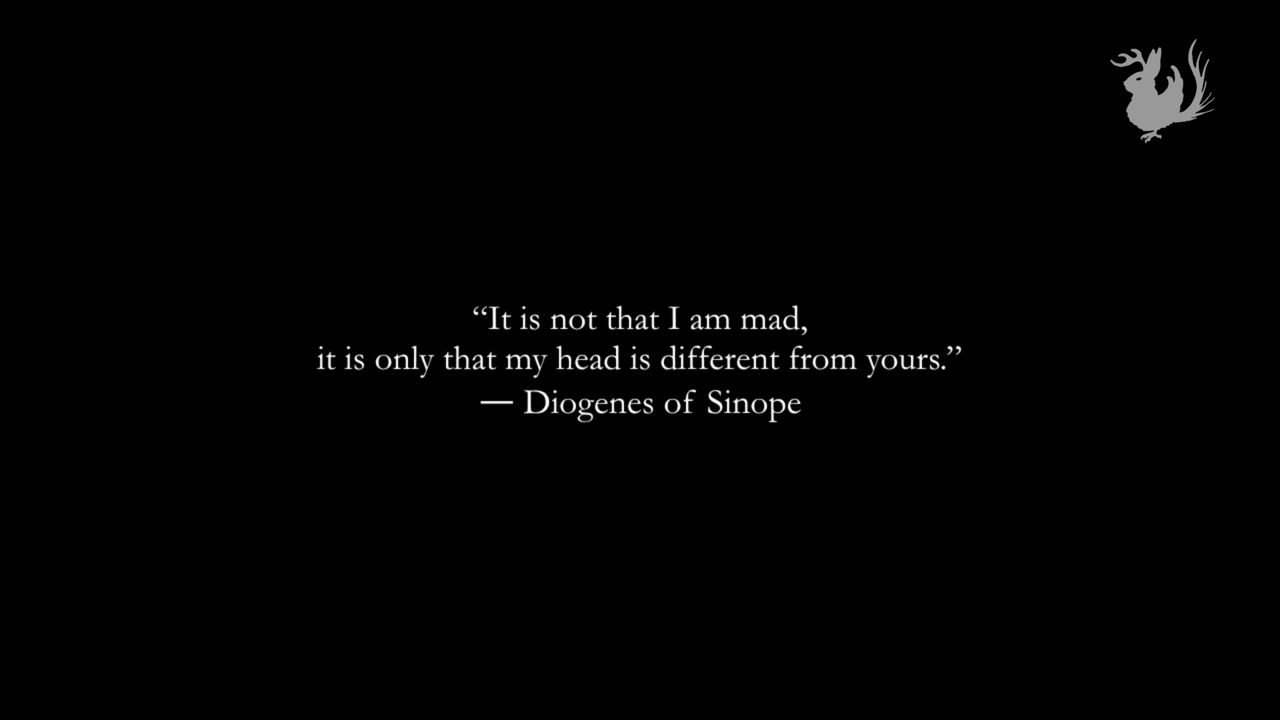 “It is not that I am mad,
it is only that my head is different from yours.”
— Diogenes of Sinope